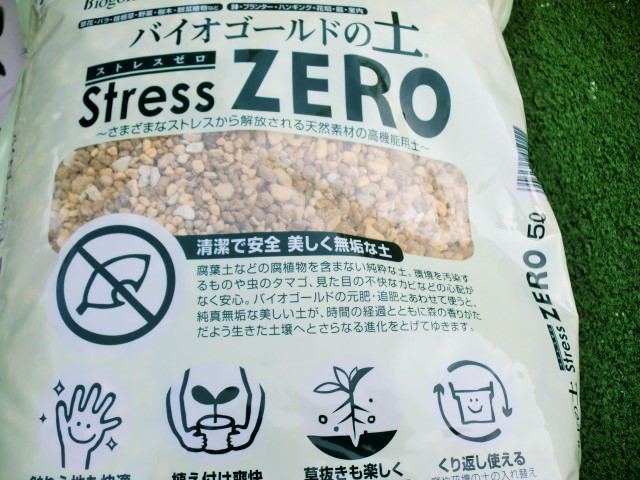 バイオゴールドの土
ストレスゼロ
Stress ZERO
～さまざまなストレスから解放される天然素材の高機能用土～
清潔で安全 美しく無垢な土
腐葉土などの腐植物を含まない純粋な土。環境を汚染す
るものや虫のタマゴ、見た目の不快なカビなどの心配が
なく安心。バイオゴールドの元肥・追肥とあわせて使うと、
純真無垢な美しい土が、時間の経過とともに森の香りがた
だよう生きた土壌へとさらなる進化をとげてゆきます。
植え付け爽快
草抜きも楽しく
くり返し使える
の土 Stress ZERO 5ℓ